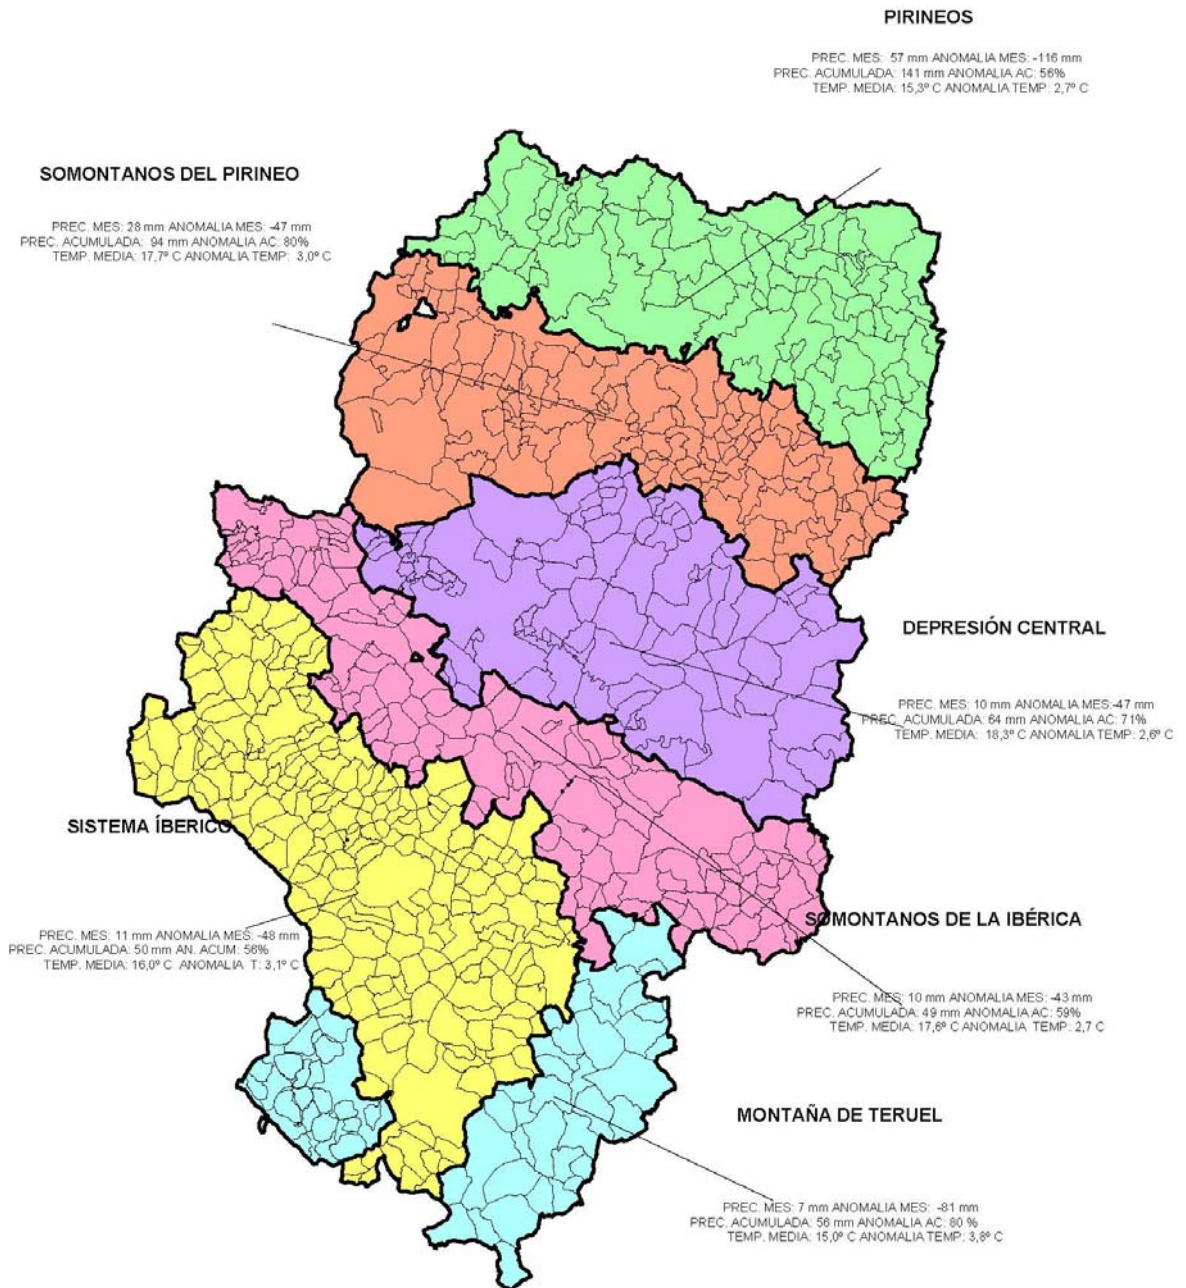 PIRINEOS
PREC. MES: 57 mm ANOMALIA MES: -116 mm
PREC. ACUMULADA: 141 mm ANOMALIA AC: 56%
TEMP. MEDIA: 15,3º C ANOMALIA TEMP: 2,7º C
SOMONTANOS DEL PIRINEO
PREC. MES: 28 mm ANOMALIA MES: -47 mm
PREC. ACUMULADA: 94 mm ANOMALIA AC: 80%
TEMP. MEDIA: 17,7º C ANOMALIA TEMP: 3,0º C
DEPRESIÓN CENTRAL
PREC. MES: 10 mm ANOMALIA MES:-47 mm
PREC. ACUMULADA: 64 mm ANOMALIA AC: 71%
TEMP. MEDIA: 18,3º C ANOMALIA TEMP: 2,6º C
SISTEMA ÍBERICO
PREC. MES: 11 mm ANOMALIA MES: -48 mm
PREC. ACUMULADA: 50 mm AN. ACUM: 56%
TEMP. MEDIA: 16,0º C ANOMALIA T: 3,1º C
SOMONTANOS DE LA IBÉRICA
PREC. MES: 10 mm ANOMALIA MES: -43 mm
PREC. ACUMULADA: 49 mm ANOMALIA AC: 59%
TEMP. MEDIA: 17,6º C ANOMALIA TEMP: 2,7 C
MONTAÑA DE TERUEL
PREC. MES: 7 mm ANOMALIA MES: -81 mm
PREC. ACUMULADA: 56 mm ANOMALIA AC: 80 %
TEMP. MEDIA: 15,0º C ANOMALIA TEMP: 3,8º C